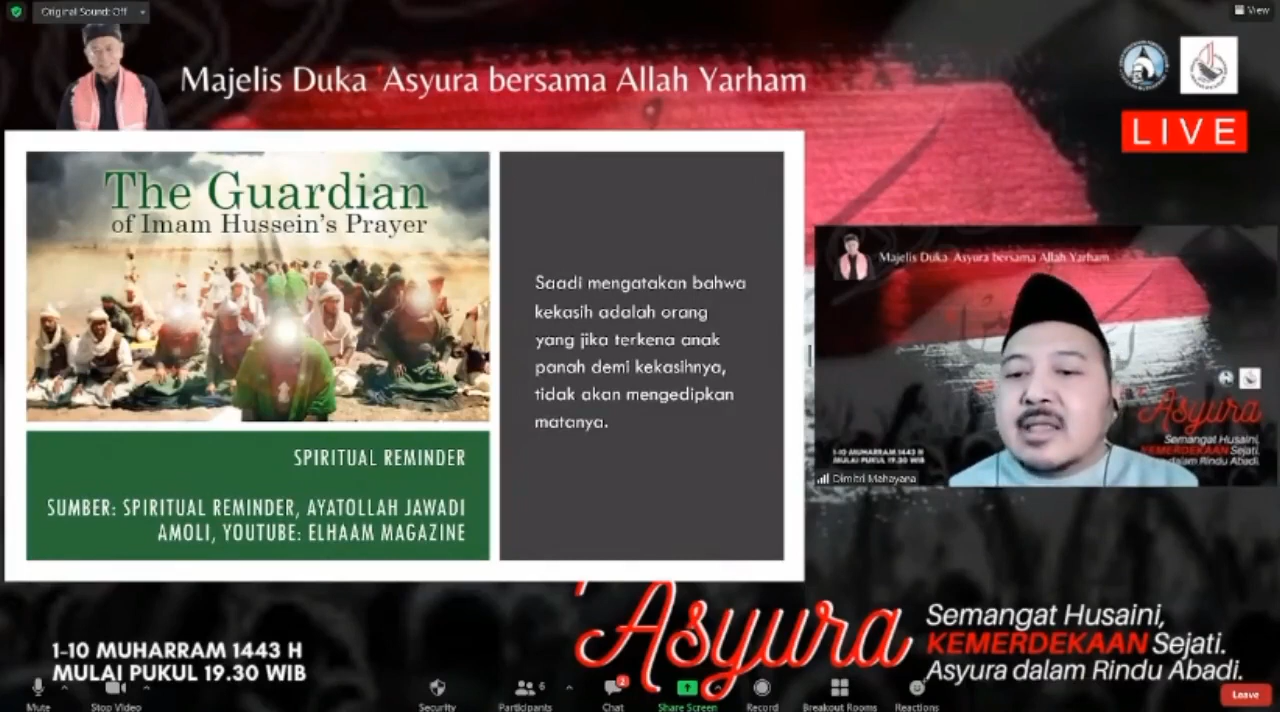 Original Sound: Off
View
Majelis Duka 'Asyura bersama Allah Yarham
LIVE
The Guardian
of Imam Hussein's Prayer
Saadi mengatakan bahwa
kekasih adalah orang
yang jika terkena anak
panah demi kekasihnya,
tidak akan mengedipkan
matanya.
SPIRITUAL REMINDER
SUMBER: SPIRITUAL REMINDER, AYATOLLAH JAWADI
AMOLI, YOUTUBE: ELHAAM MAGAZINE
Majelis Duka 'Asyura bersama Allah Yarham
'Asyura
Semangat Husaini,
KEMERDEKAAN Sejati.
dalam Rindu Abadi.
1-10 MUHARRAM 1443 H
MULAI PUKUL 19.30 WIB
Dimitri Mahayana
'Asyura
Semangat Husaini,
KEMERDEKAAN Sejati.
Asyura dalam Rindu Abadi.
1-10 MUHARRAM 1443 H
MULAI PUKUL 19.30 WIB
Mute
Stop Video
Security
Participants
6
Chat
2
Share Screen
Record
Breakout Rooms
Reactions
Leave